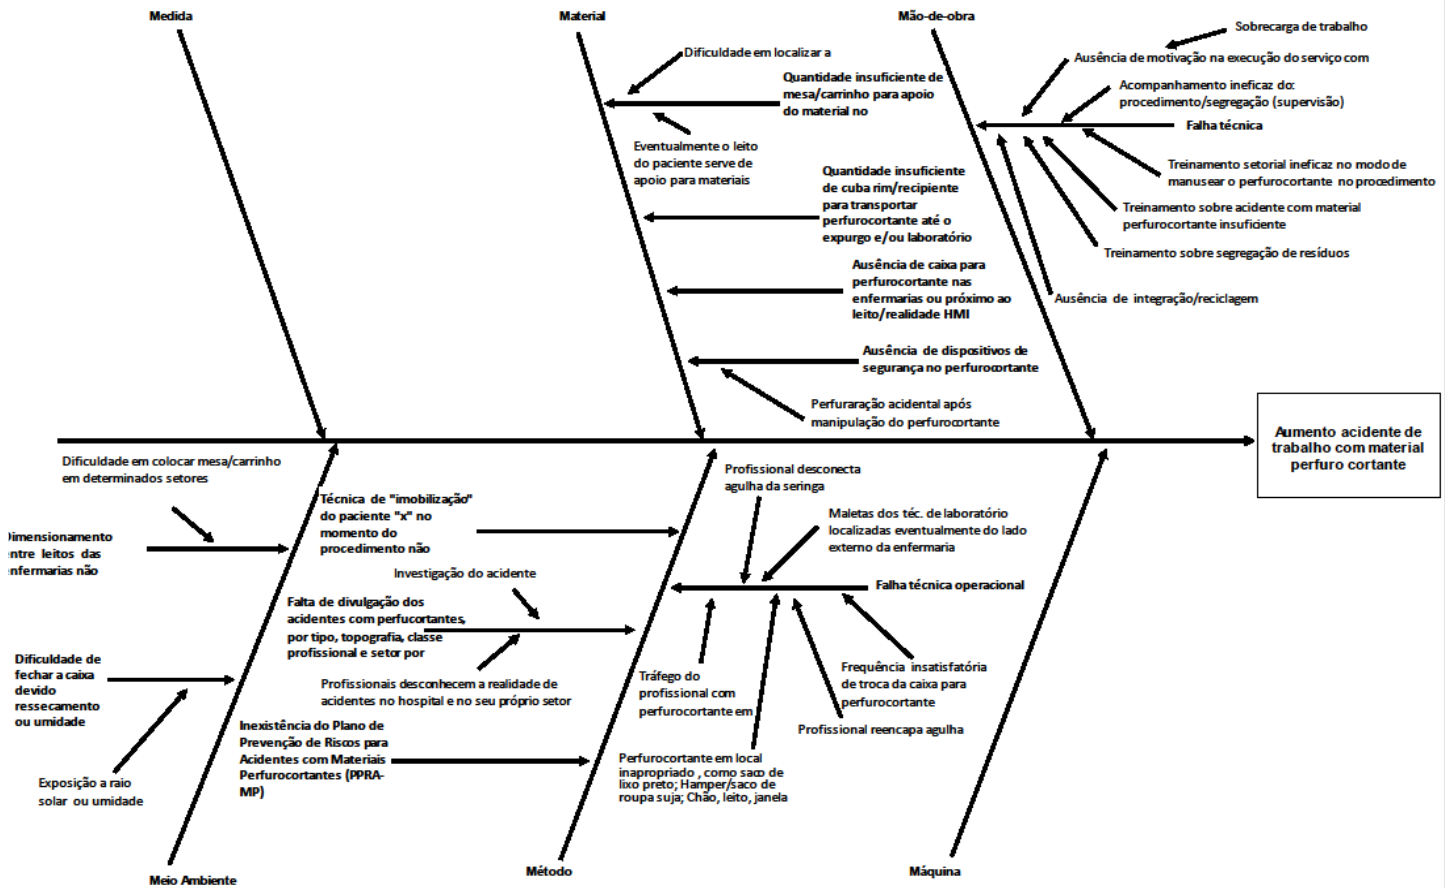 Medida
Material
Mão-de-obra
Sobrecarga de trabalho
Ausência de motivação na execução do serviço com
Acompanhamento ineficaz do:
procedimento/segregação (supervisão)
Falha técnica
Treinamento setorial ineficaz no modo de
manusear o perfurocortante no procedimento
Treinamento sobre acidente com material
perfurocortante insuficiente
Treinamento sobre segregação de resíduos
Ausência de integração/reciclagem
Dificuldade em localizar a
Quantidade insuficiente de
mesa/carrinho para apoio
do material no
Eventualmente o leito
do paciente serve de
apoio para materiais
Quantidade insuficiente
de cuba rim/recipiente
para transportar
perfurocortante até o
expurgo e/ou laboratório
Ausência de caixa para
perfurocortante nas
enfermarias ou próximo ao
leito/realidade HMI
Ausência de dispositivos de
segurança no perfurocortante
Perfuraração acidental após
manipulação do perfurocortante
Aumento acidente de
trabalho com material
perfuro cortante
Dificuldade em colocar mesa/carrinho
em determinados setores
Dimensionamento
entre leitos das
enfermarias não
Dificuldade de
fechar a caixa
devido
ressecamento
ou umidade
Exposição a raio
solar ou umidade
Técnica de "imobilização"
do paciente "x" no
momento do
procedimento não
Investigação do acidente
Falta de divulgação dos
acidentes com perfucortantes,
por tipo, topografia, classe
profissional e setor por
Profissionais desconhecem a realidade de
acidentes no hospital e no seu próprio setor
Inexistência do Plano de
Prevenção de Riscos para
Acidentes com Materiais
Perfurocortantes (PPRA-
MP)
Profissional desconecta
agulha da seringa
Maletas dos téc. de laboratório
localizadas eventualmente do lado
externo da enfermaria
Falha técnica operacional
Tráfego do
profissional com
perfurocortante em
Frequência insatisfatória
de troca da caixa para
perfurocortante
Profissional reencapa agulha
Perfurocortante em local
inapropriado , como saco de
lixo preto; Hamper/saco de
roupa suja; Chão, leito, janela
Meio Ambiente
Método
Máquina